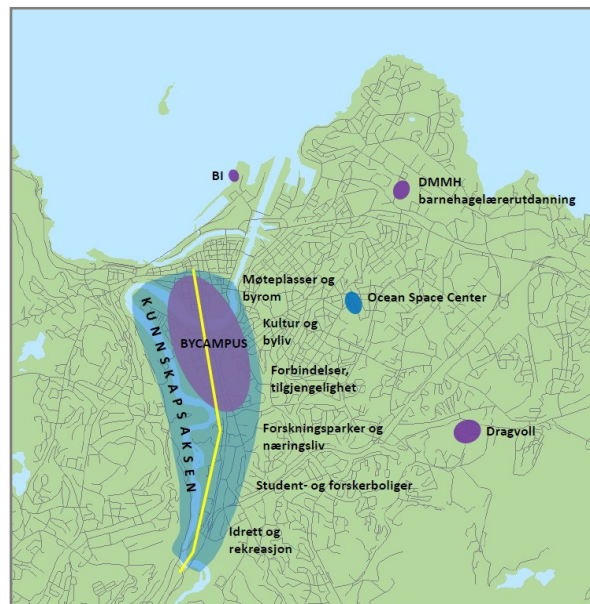 BI
DMMH
barnehagelærerutdanning
Møteplasser og
byrom
Ocean Space Center
Kultur og
byliv
BYCAMPUS
KUNNSKAPSAKSEN
Forbindelser,
tilgjengelighet
Forskningsparker og
næringsliv
Dragvoll
Student- og forskerboliger
Idrett og
rekreasjon